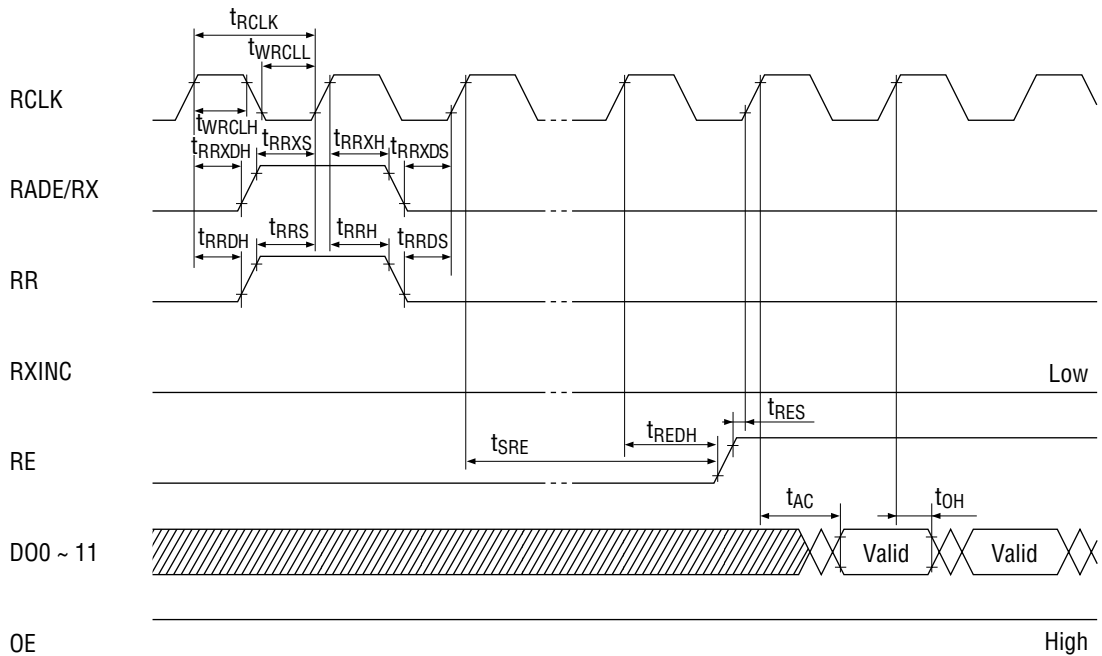 tRCLK
tWRCLL
RCLK
tWRCLH
tRRXDH tRRXS tRRXH tRRXDS
RADE/RX
tRRDH tRRS tRRH tRRDS
RR
RXINC Low
tRES
tREDH
tSRE
RE
tAC tOH
DO0 ~ 11 Valid Valid
OE High